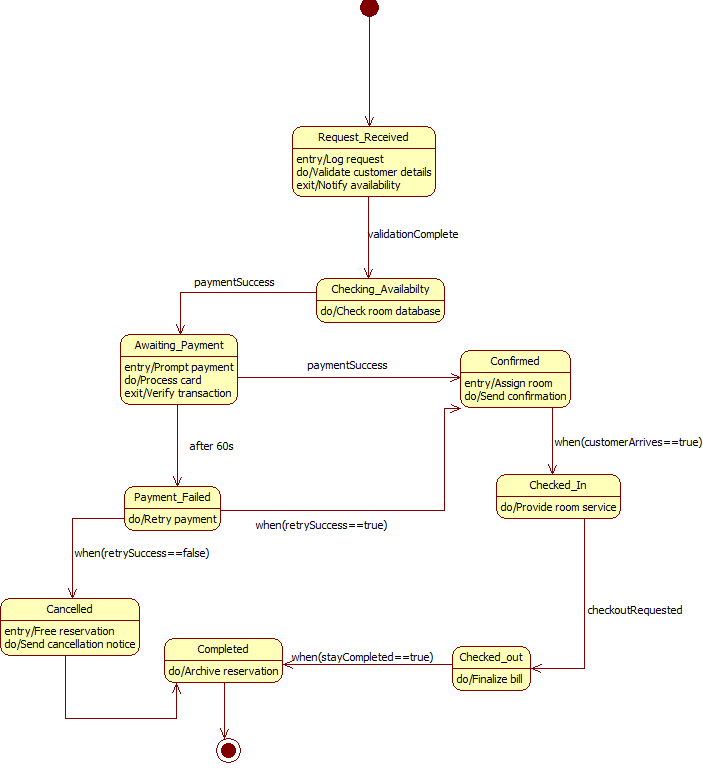 Request_Received
entry/Log request
do/Validate customer details
exit/Notify availability
validationComplete
paymentSuccess
Checking_Availabilty
do/Check room database
Awaiting_Payment
entry/Prompt payment
do/Process card
exit/Verify transaction
paymentSuccess
Confirmed
entry/Assign room
do/Send confirmation
after 60s
when(customerArrives==true)
Payment_Failed
do/Retry payment
when(retrySuccess==true)
Checked_In
do/Provide room service
when(retrySuccess==false)
Cancelled
entry/Free reservation
do/Send cancellation notice
checkoutRequested
Completed
do/Archive reservation
when(stayCompleted==true)
Checked_out
do/Finalize bill